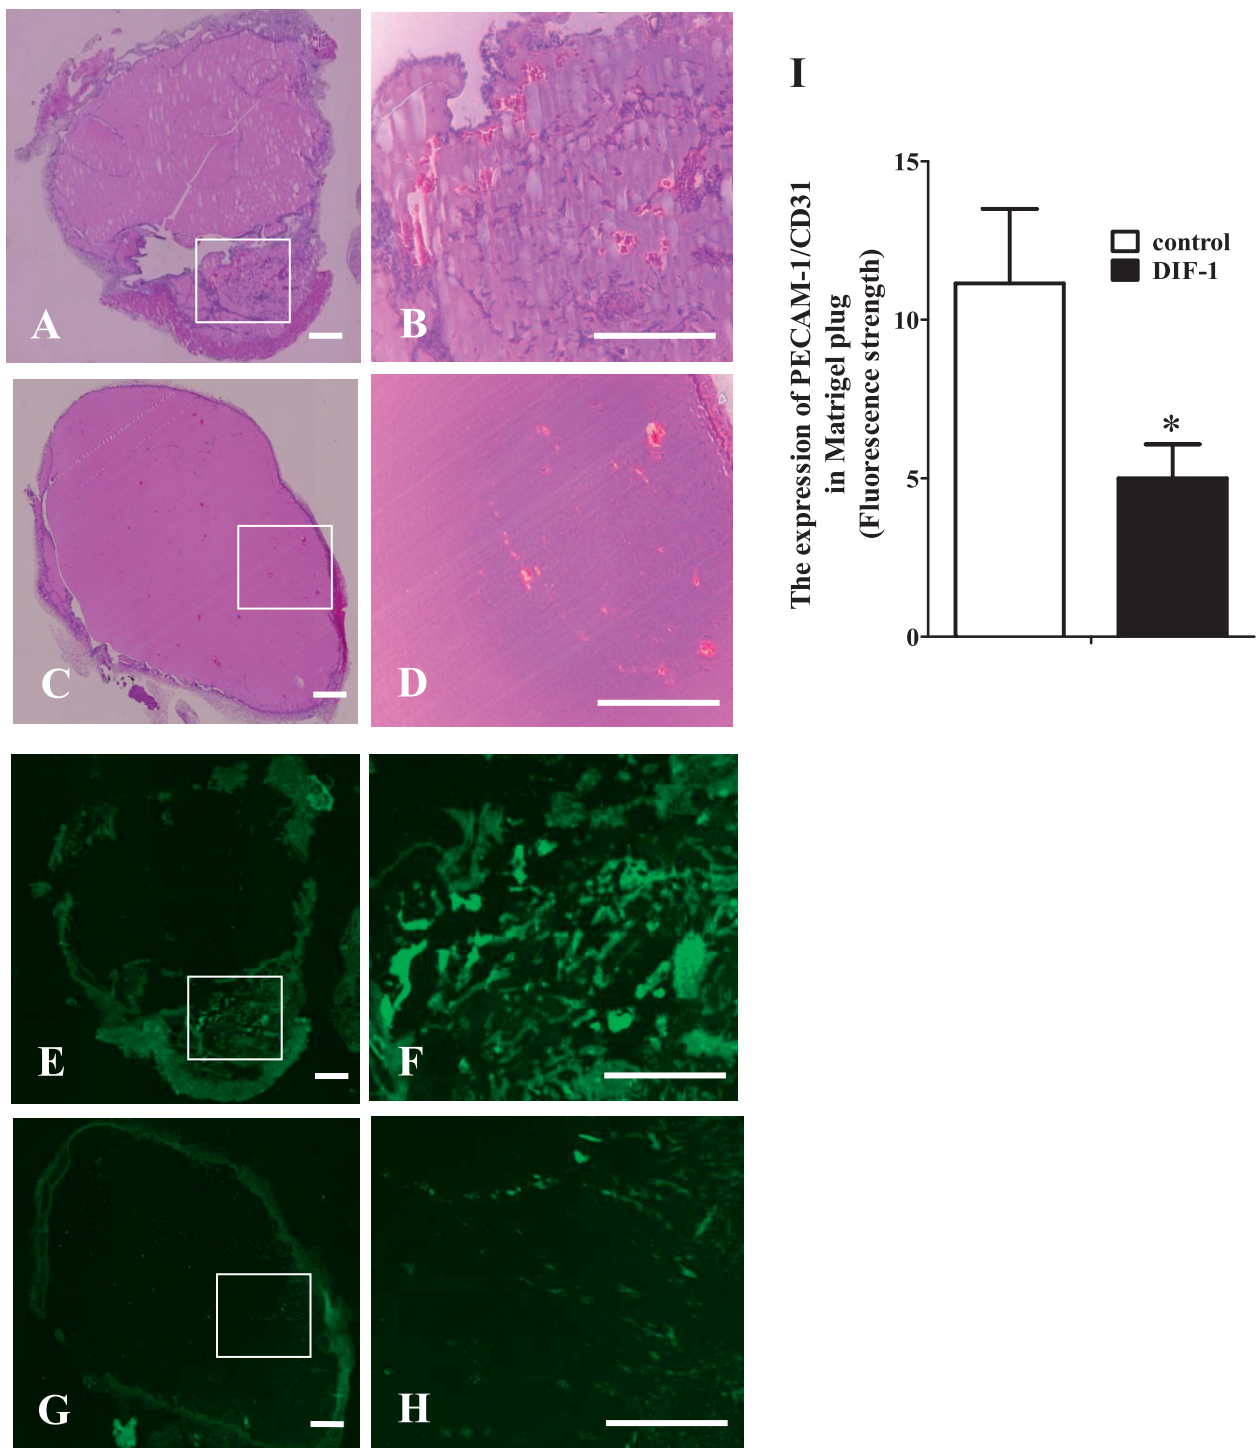 A
B
C
D
E
F
G
H
I
The expression of PECAM-1/CD31
in Matrigel plug
(Fluorescence strength)
15
10
5
0
*
control
DIF-1